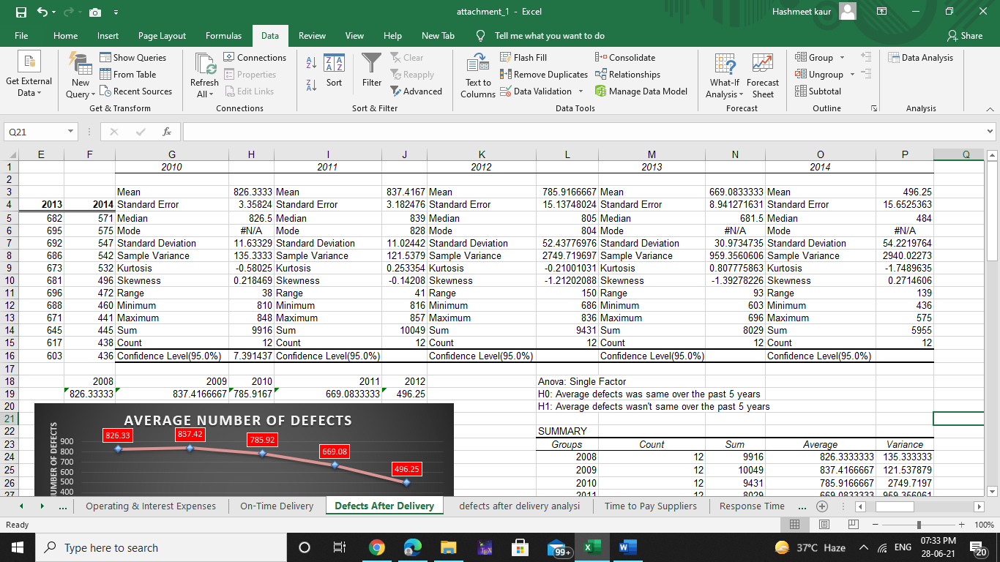 attachment_1 - Excel
Hashmeet kaur
File Home Insert Page Layout Formulas Data Review View Help New Tab Tell me what you want to do Share
Get External Data
New Query
Show Queries
From Table
Recent Sources
Get & Transform
Refresh All
Connections
Properties
Edit Links
Connections
Sort
Filter
Clear
Reapply
Advanced
Sort & Filter
Text to Columns
Flash Fill
Remove Duplicates
Data Validation
Consolidate
Relationships
Manage Data Model
Data Tools
What-If Analysis
Forecast Sheet
Forecast
Group
Ungroup
Subtotal
Outline
Data Analysis
Analysis
Q21 fx
E F G H I J K L M N O P Q
1 2010 2011 2012 2013 2014
2
3 Mean 826.3333 Mean 837.4167 Mean 785.9166667 Mean 669.0833333 Mean 496.25
4 2013 2014 Standard Error 3.35824 Standard Error 3.182476 Standard Error 15.13748024 Standard Error 8.941271631 Standard Error 15.6525363
5 682 571 Median 826.5 Median 839 Median 805 Median 681.5 Median 484
6 695 575 Mode #N/A Mode 828 Mode 804 Mode #N/A Mode #N/A
7 692 547 Standard Deviation 11.63329 Standard Deviation 11.02442 Standard Deviation 52.43776976 Standard Deviation 30.9734735 Standard Deviation 54.2219764
8 686 542 Sample Variance 135.3333 Sample Variance 121.5379 Sample Variance 2749.719697 Sample Variance 959.3560606 Sample Variance 2940.02273
9 673 532 Kurtosis -0.58025 Kurtosis 0.253354 Kurtosis -0.21001031 Kurtosis 0.807775863 Kurtosis -1.7489635
10 681 496 Skewness 0.218469 Skewness -0.14208 Skewness -1.21202088 Skewness -1.39278226 Skewness 0.2714606
11 696 472 Range 38 Range 41 Range 150 Range 93 Range 139
12 688 460 Minimum 810 Minimum 816 Minimum 686 Minimum 603 Minimum 436
13 671 441 Maximum 848 Maximum 857 Maximum 836 Maximum 696 Maximum 575
14 645 445 Sum 9916 Sum 10049 Sum 9431 Sum 8029 Sum 5955
15 617 438 Count 12 Count 12 Count 12 Count 12 Count 12
16 603 436 Confidence Level(95.0%) 7.391437 Confidence Level(95.0%) Confidence Level(95.0%) Confidence Level(95.0%) Confidence Level(95.0%)
17
18 2008 2009 2010 2011 2012 Anova: Single Factor
19 826.33333 837.4166667 785.9167 669.0833333 496.25 H0: Average defects was same over the past 5 years
20 H1: Average defects wasn't same over the past 5 years
21
22 SUMMARY
23 Groups Count Sum Average Variance
24 2008 12 9916 826.3333333 135.333333
25 2009 12 10049 837.4166667 121.537879
26 2010 12 9431 785.9166667 2749.7197
27 2011 12 8029 669.0833333 959.356061
AVERAGE NUMBER OF DEFECTS
UMBER OF DEFECTS
900
800
700
600
500
400
826.33
837.42
785.92
669.08
496.25
... Operating & Interest Expenses On-Time Delivery Defects After Delivery defects after delivery analysi Time to Pay Suppliers Response Time ...
Ready 100%
Type here to search
99+
37°C Haze
ENG
07:33 PM
28-06-21
20